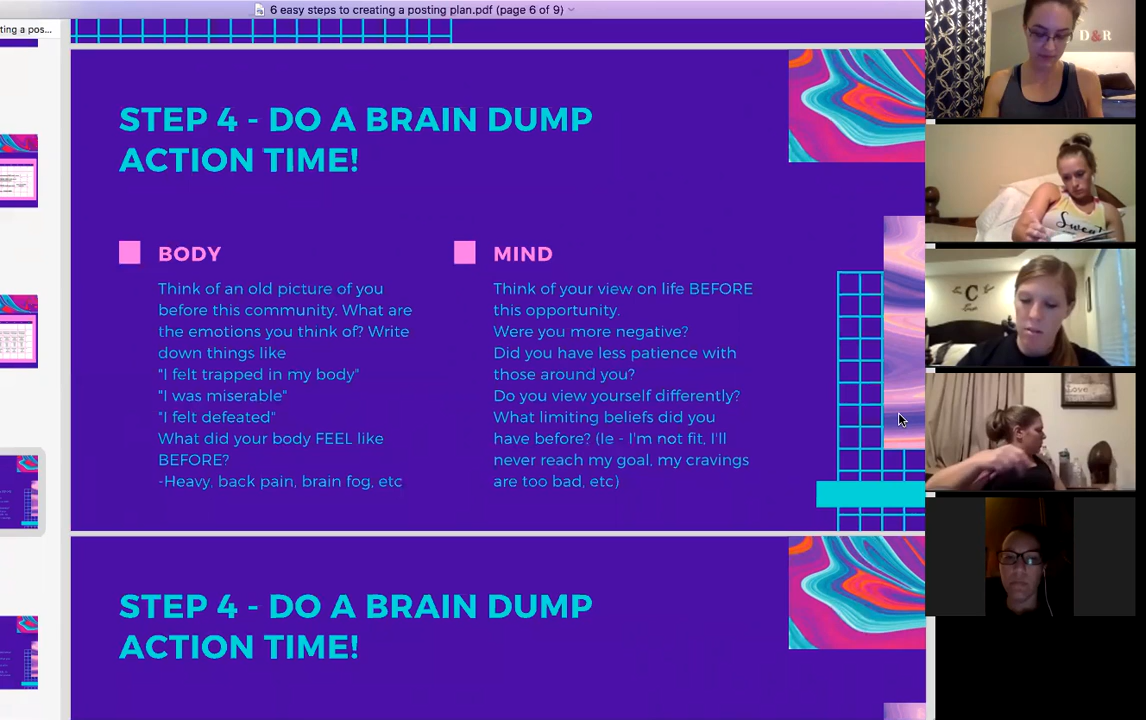 6 easy steps to creating a posting plan.pdf (page 6 of 9)
ting a pos...
STEP 4 - DO A BRAIN DUMP
ACTION TIME!
BODY
Think of an old picture of you
before this community. What are
the emotions you think of? Write
down things like
"I felt trapped in my body"
"I was miserable"
"I felt defeated"
What did your body FEEL like
BEFORE?
-Heavy, back pain, brain fog, etc
MIND
Think of your view on life BEFORE
this opportunity.
Were you more negative?
Did you have less patience with
those around you?
Do you view yourself differently?
What limiting beliefs did you
have before? (Ie - I'm not fit, I'll
never reach my goal, my cravings
are too bad, etc)
STEP 4 - DO A BRAIN DUMP
ACTION TIME!
D & R
Sweat
C